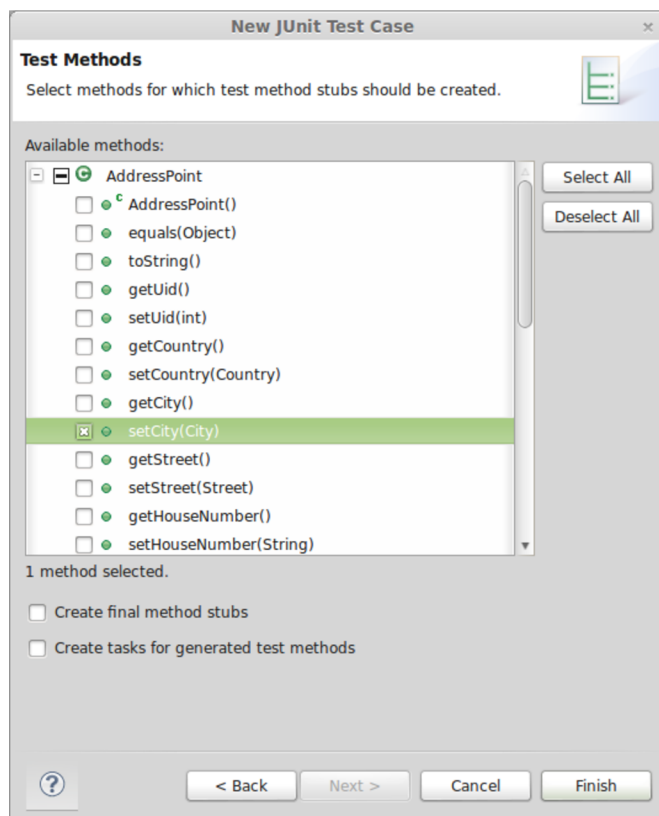 New JUnit Test Case
Test Methods
Select methods for which test method stubs should be created.
Available methods:
AddressPoint
Select All
AddressPoint()
Deselect All
equals(Object)
toString()
getUid()
setUid(int)
getCountry()
setCountry(Country)
getCity()
setCity(City)
getStreet()
setStreet(Street)
getHouseNumber()
setHouseNumber(String)
1 method selected.
Create final method stubs
Create tasks for generated test methods
< Back Next > Cancel Finish